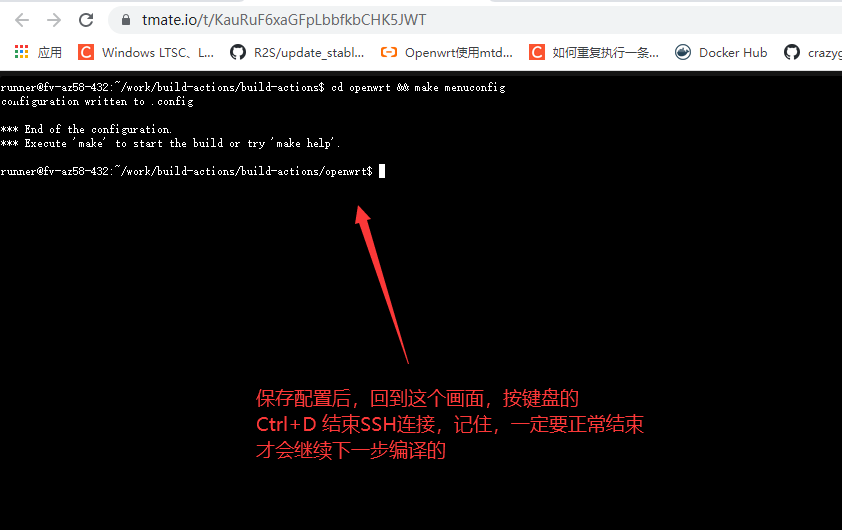 tmate.io/t/KauRuF6xaGFpLbbfkbCHK5JWT
应用 Windows LTSC、L... R2S/update_stabl... Openwrt使用mtd... 如何重复执行一条... Docker Hub crazyg
runner@fv-az58-432:~/work/build-actions/build-actions$ cd openwrt && make menuconfig
configuration written to .config
*** End of the configuration.
*** Execute 'make' to start the build or try 'make help'.
runner@fv-az58-432:~/work/build-actions/build-actions/openwrt$
保存配置后，回到这个画面，按键盘的
Ctrl+D 结束SSH连接，记住，一定要正常结束
才会继续下一步编译的